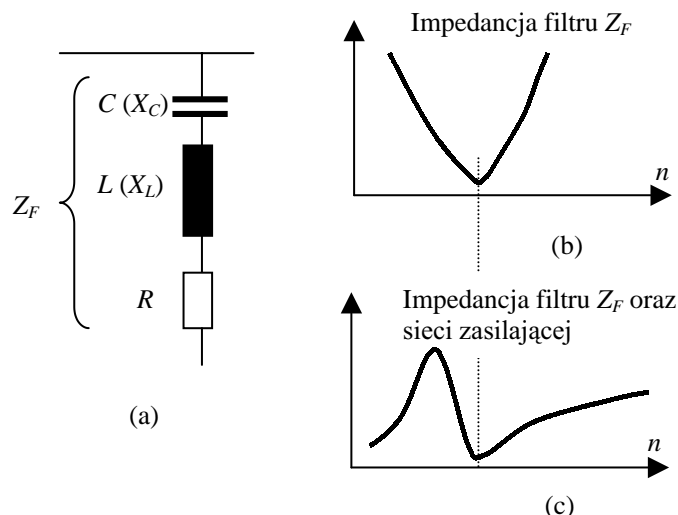 C (X_C)
L (X_L)
Z_F
R
(a)
Impedancja filtru Z_F
n
(b)
Impedancja filtru Z_F oraz
sieci zasilającej
n
(c)